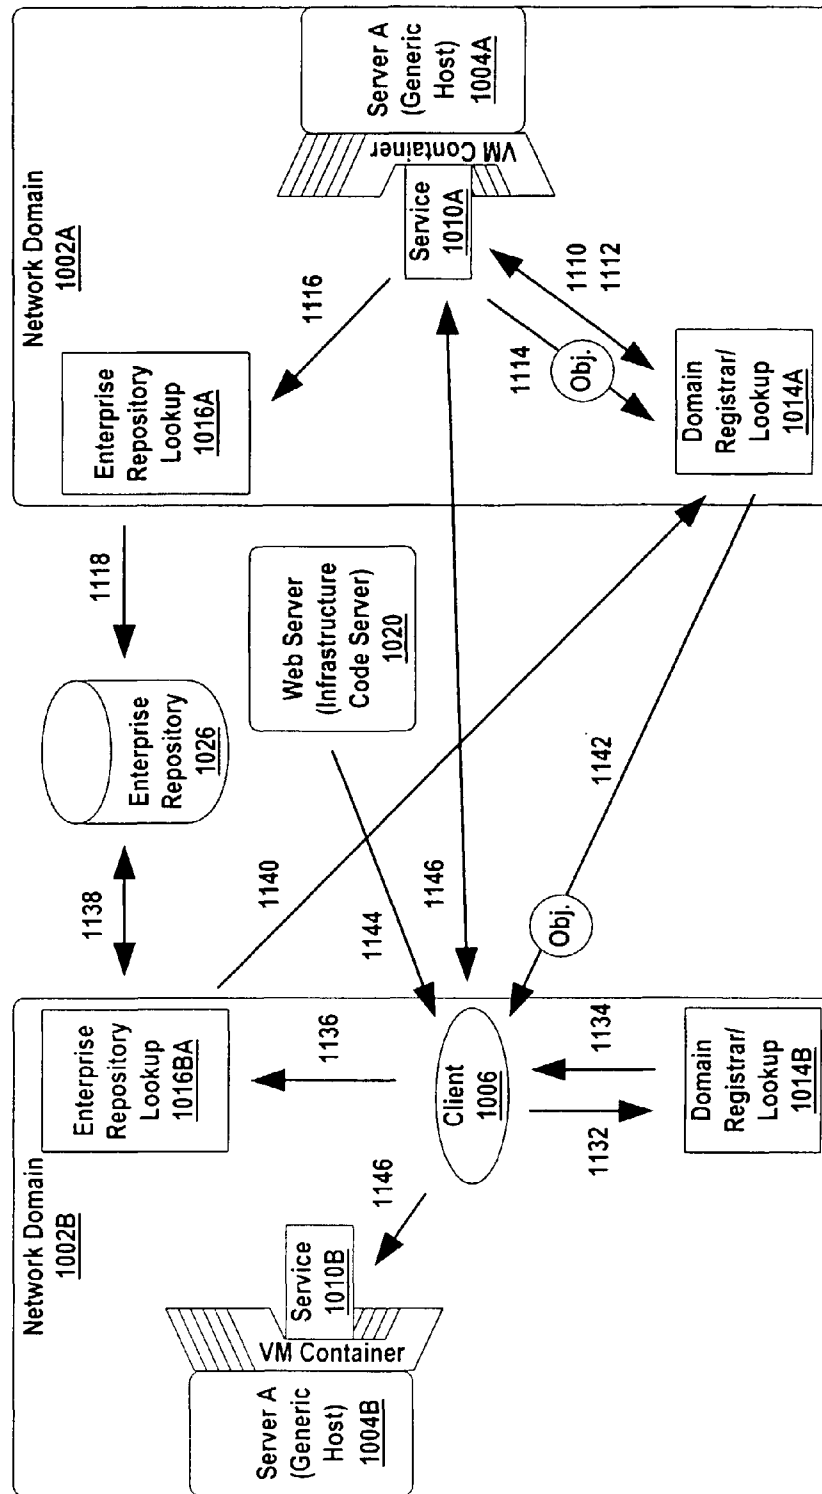 Network Domain
1002B
Server A
(Generic
Host)
1004B
VM Container
Service
1010B
1146
Enterprise
Repository
Lookup
1016BA
1136
Client
1006
1132
1134
Domain
Registrar/
Lookup
1014B
1138
Enterprise
Repository
1026
1118
1140
1144
1146
Web Server
(Infrastructure
Code Server)
1020
Obj.
1142
Network Domain
1002A
Enterprise
Repository
Lookup
1016A
1116
Service
1010A
VM Container
Server A
(Generic
Host)
1004A
1114
Obj.
1110
1112
Domain
Registrar/
Lookup
1014A